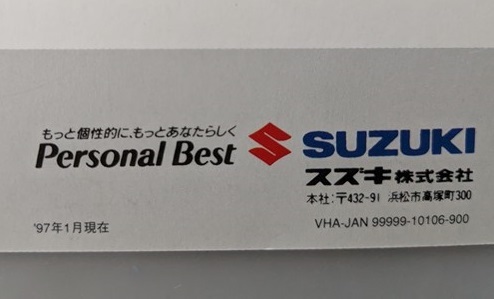 もっと個性的に、もっとあなたらしく
Personal Best
SUZUKI
スズキ株式会社
本社:〒432-91 浜松市高塚町300
'97年1月現在
VHA-JAN 99999-10106-900